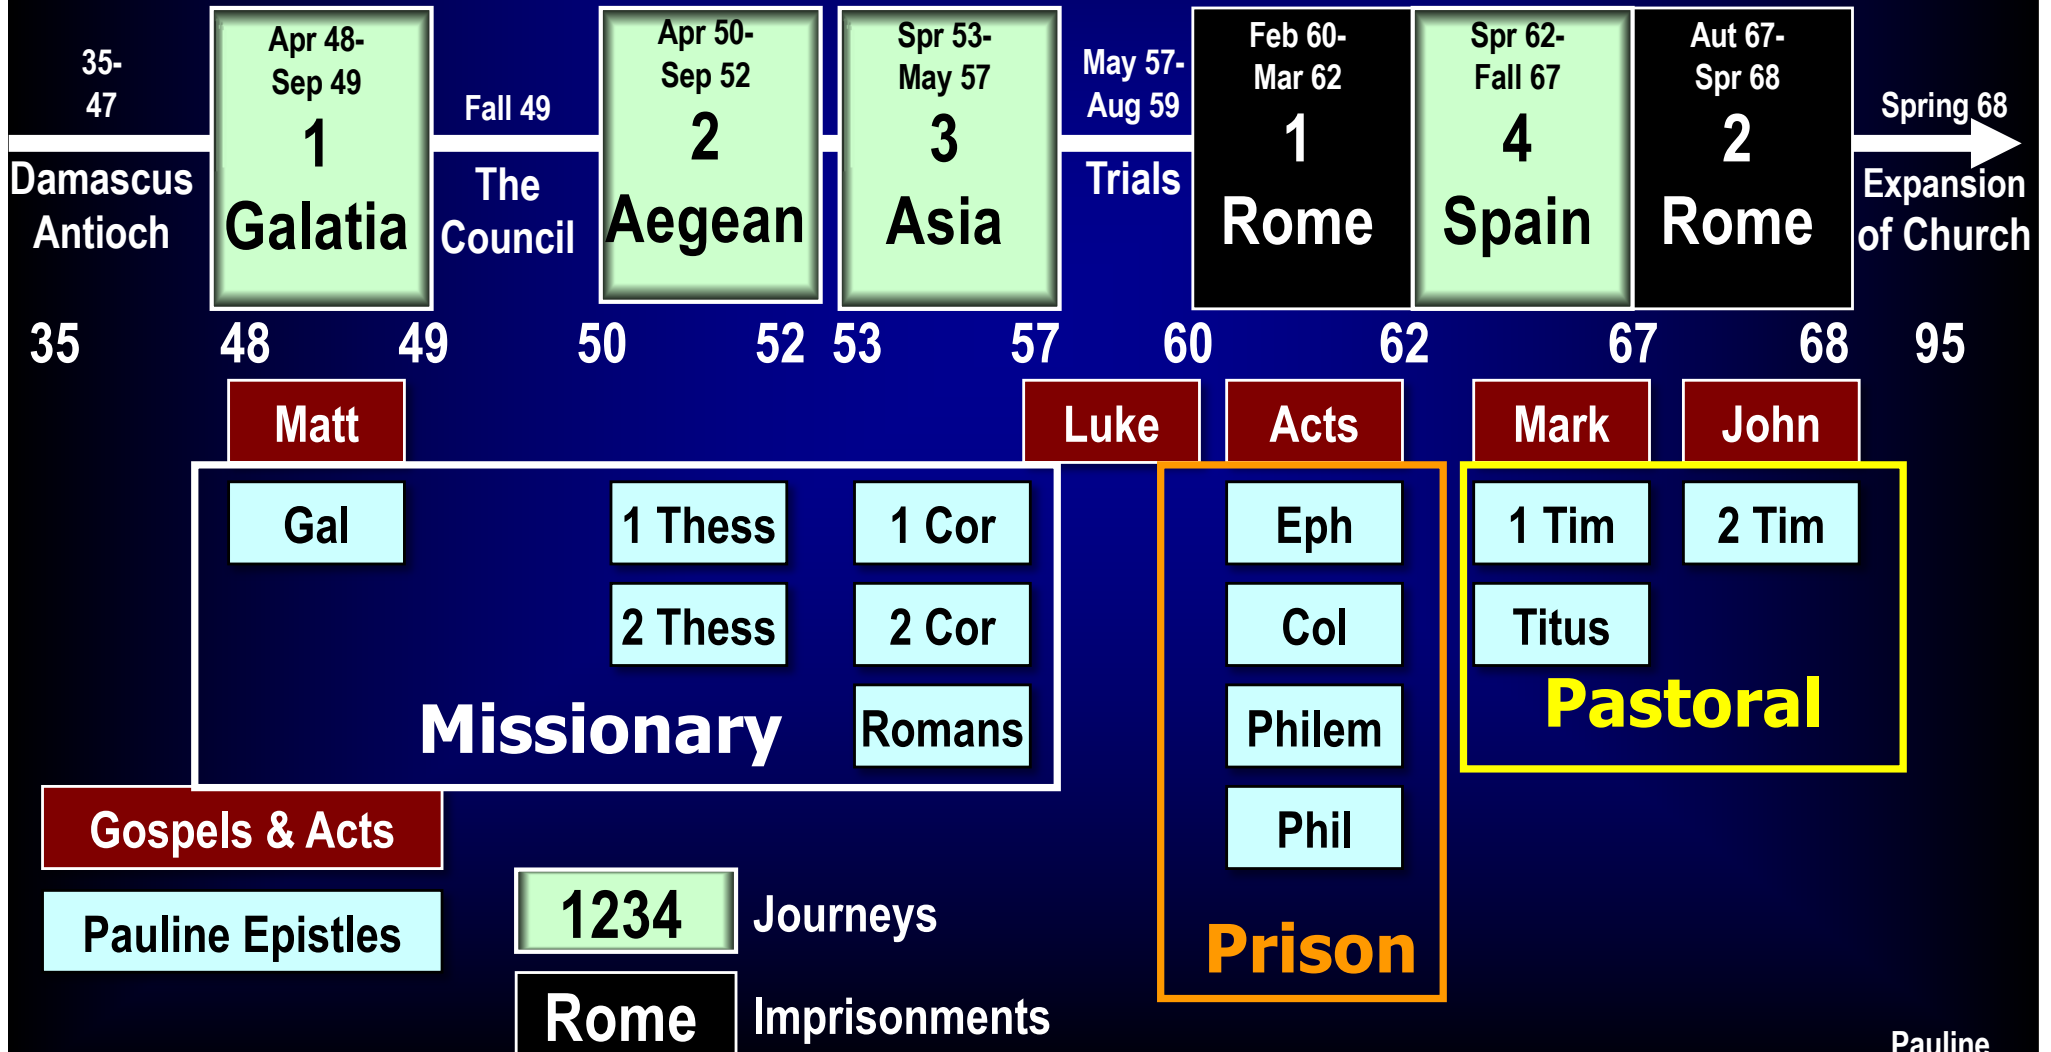 35-
47
Damascus
Antioch
Apr 48-
Sep 49
1
Galatia
Fall 49
The
Council
Apr 50-
Sep 52
2
Aegean
Spr 53-
May 57
3
Asia
May 57-
Aug 59
Trials
Feb 60-
Mar 62
1
Rome
Spr 62-
Fall 67
4
Spain
Aut 67-
Spr 68
2
Rome
Spring 68
Expansion
of Church
35 48 49 50 52 53 57 60 62 67 68 95
Matt Luke Acts Mark John
Gal 1 Thess 1 Cor Eph 1 Tim 2 Tim
2 Thess 2 Cor Col Titus
Missionary Romans Philem Pastoral
Gospels & Acts Phil
Pauline Epistles 1234 Journeys Prison
Rome Imprisonments
Pauline